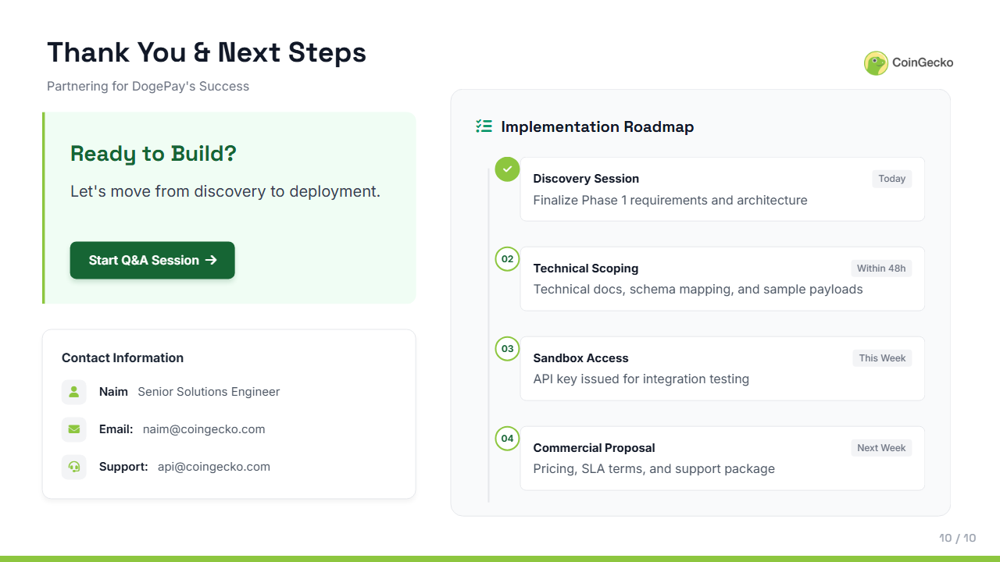 Thank You & Next Steps
Partnering for DogePay's Success
CoinGecko
Ready to Build?
Let's move from discovery to deployment.
Start Q&A Session →
Contact Information
Naim Senior Solutions Engineer
Email: naim@coingecko.com
Support: api@coingecko.com
Implementation Roadmap
Discovery Session Today
Finalize Phase 1 requirements and architecture
02 Technical Scoping Within 48h
Technical docs, schema mapping, and sample payloads
03 Sandbox Access This Week
API key issued for integration testing
04 Commercial Proposal Next Week
Pricing, SLA terms, and support package
10 / 10